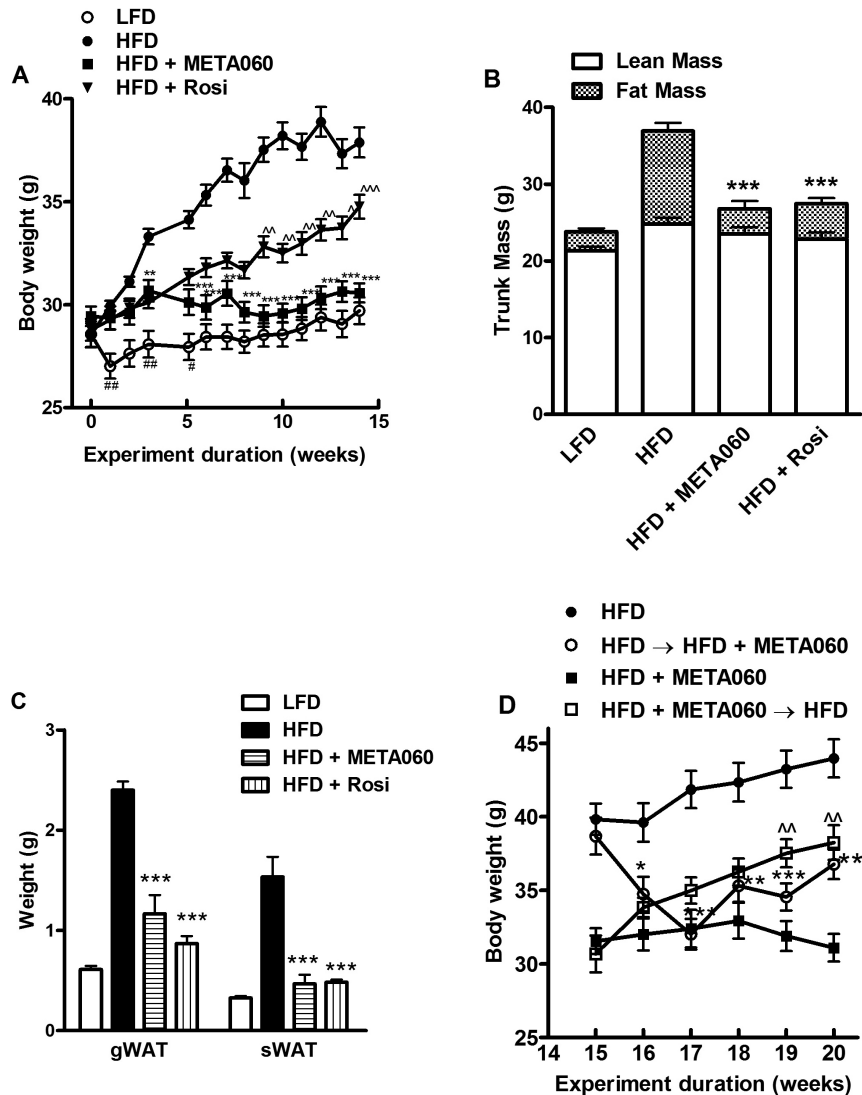 A
LFD
HFD
HFD + META060
HFD + Rosi
40
35
30
25
Body weight (g)
0 5 10 15
Experiment duration (weeks)
** *** *** *** *** *** *** *** *** *** ***
^^ ^^ ^^ ^^ ^ ^^^
## ## #
B
Lean Mass
Fat Mass
40
30
20
10
0
Trunk Mass (g)
*** ***
LFD
HFD
HFD + META060
HFD + Rosi
C
LFD
HFD
HFD + META060
HFD + Rosi
3
2
1
0
Weight (g)
*** *** *** ***
gWAT sWAT
D
HFD
HFD → HFD + META060
HFD + META060
HFD + META060 → HFD
45
40
35
30
25
Body weight (g)
^^ ^^
* *** ** *** **
14 15 16 17 18 19 20
Experiment duration (weeks)